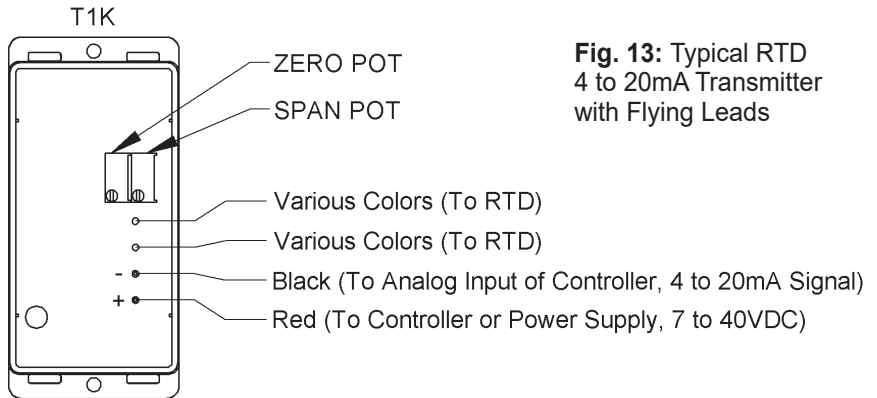 T1K
ZERO POT
SPAN POT
Fig. 13: Typical RTD
4 to 20mA Transmitter
with Flying Leads
Various Colors (To RTD)
Various Colors (To RTD)
- Black (To Analog Input of Controller, 4 to 20mA Signal)
+ Red (To Controller or Power Supply, 7 to 40VDC)